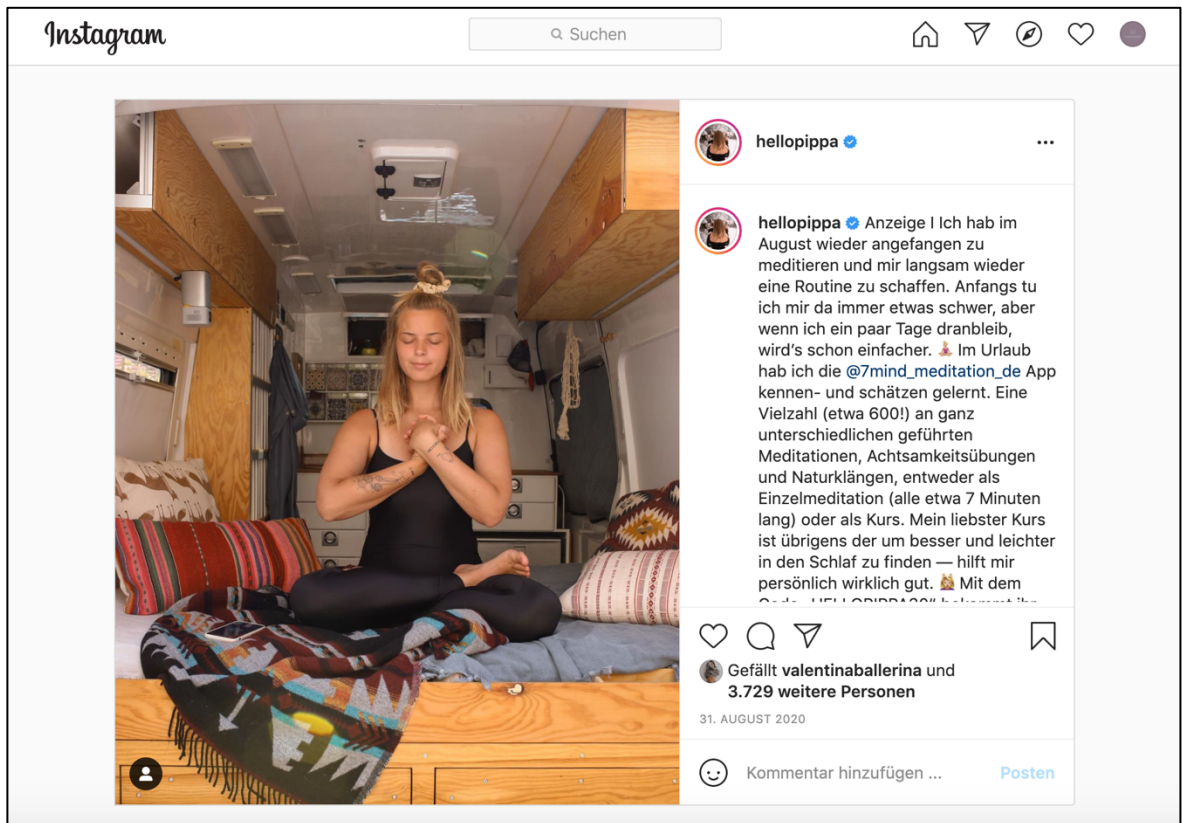 Instagram
Suchen
hellopippa
hellopippa Anzeige I Ich hab im
August wieder angefangen zu
meditieren und mir langsam wieder
eine Routine zu schaffen. Anfangs tu
ich mir da immer etwas schwer, aber
wenn ich ein paar Tage dranbleib,
wird's schon einfacher. 🧘🏼‍♀️ Im Urlaub
hab ich die @7mind_meditation_de App
kennen- und schätzen gelernt. Eine
Vielzahl (etwa 600!) an ganz
unterschiedlichen geführten
Meditationen, Achtsamkeitsübungen
und Naturklängen, entweder als
Einzelmeditation (alle etwa 7 Minuten
lang) oder als Kurs. Mein liebster Kurs
ist übrigens der um besser und leichter
in den Schlaf zu finden — hilft mir
persönlich wirklich gut. 💆🏼‍♀️ Mit dem
Gefällt valentinaballerina und
3.729 weitere Personen
31. AUGUST 2020
Kommentar hinzufügen ... Posten